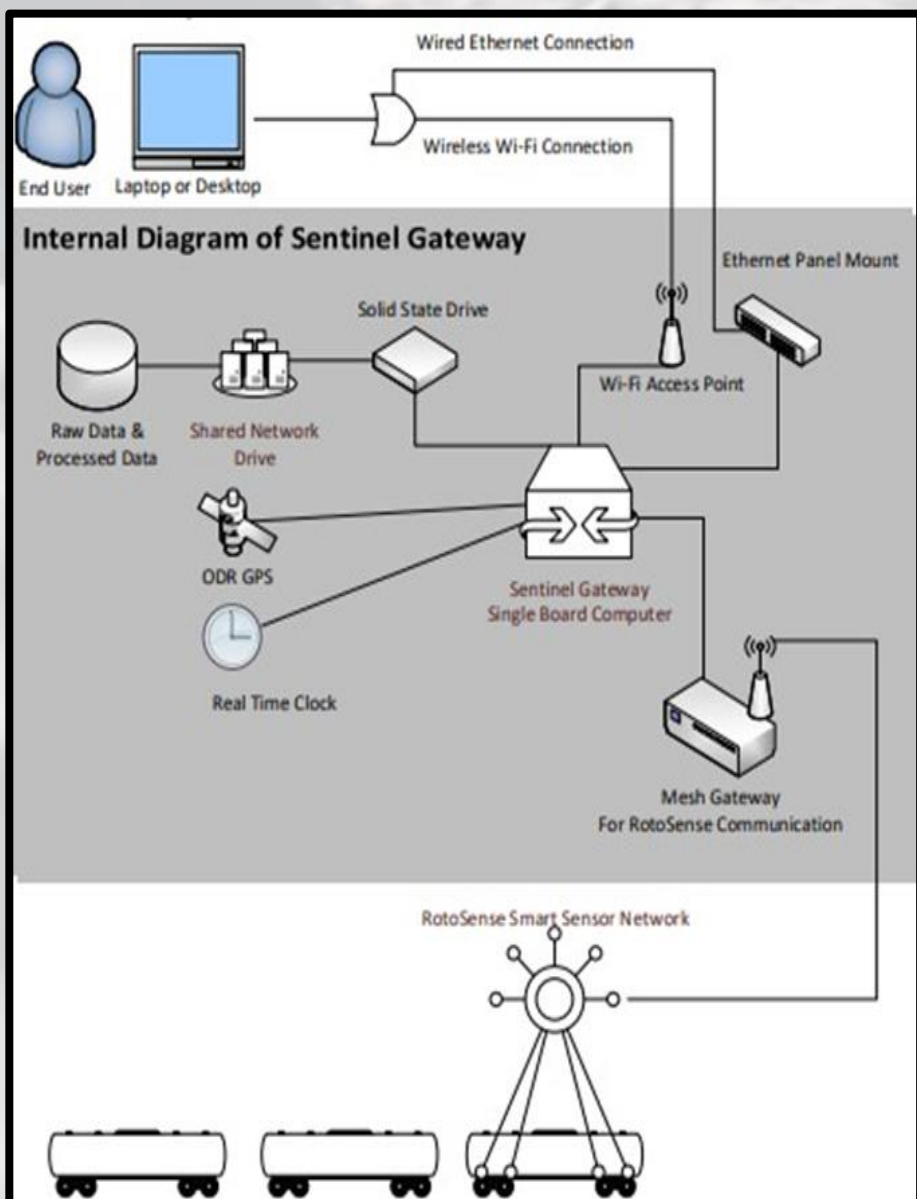 Wired Ethernet Connection
Wireless Wi-Fi Connection
End User
Laptop or Desktop
Internal Diagram of Sentinel Gateway
Ethernet Panel Mount
Solid State Drive
Wi-Fi Access Point
Raw Data &
Processed Data
Shared Network
Drive
ODR GPS
Sentinel Gateway
Single Board Computer
Real Time Clock
Mesh Gateway
For RotoSense Communication
RotoSense Smart Sensor Network